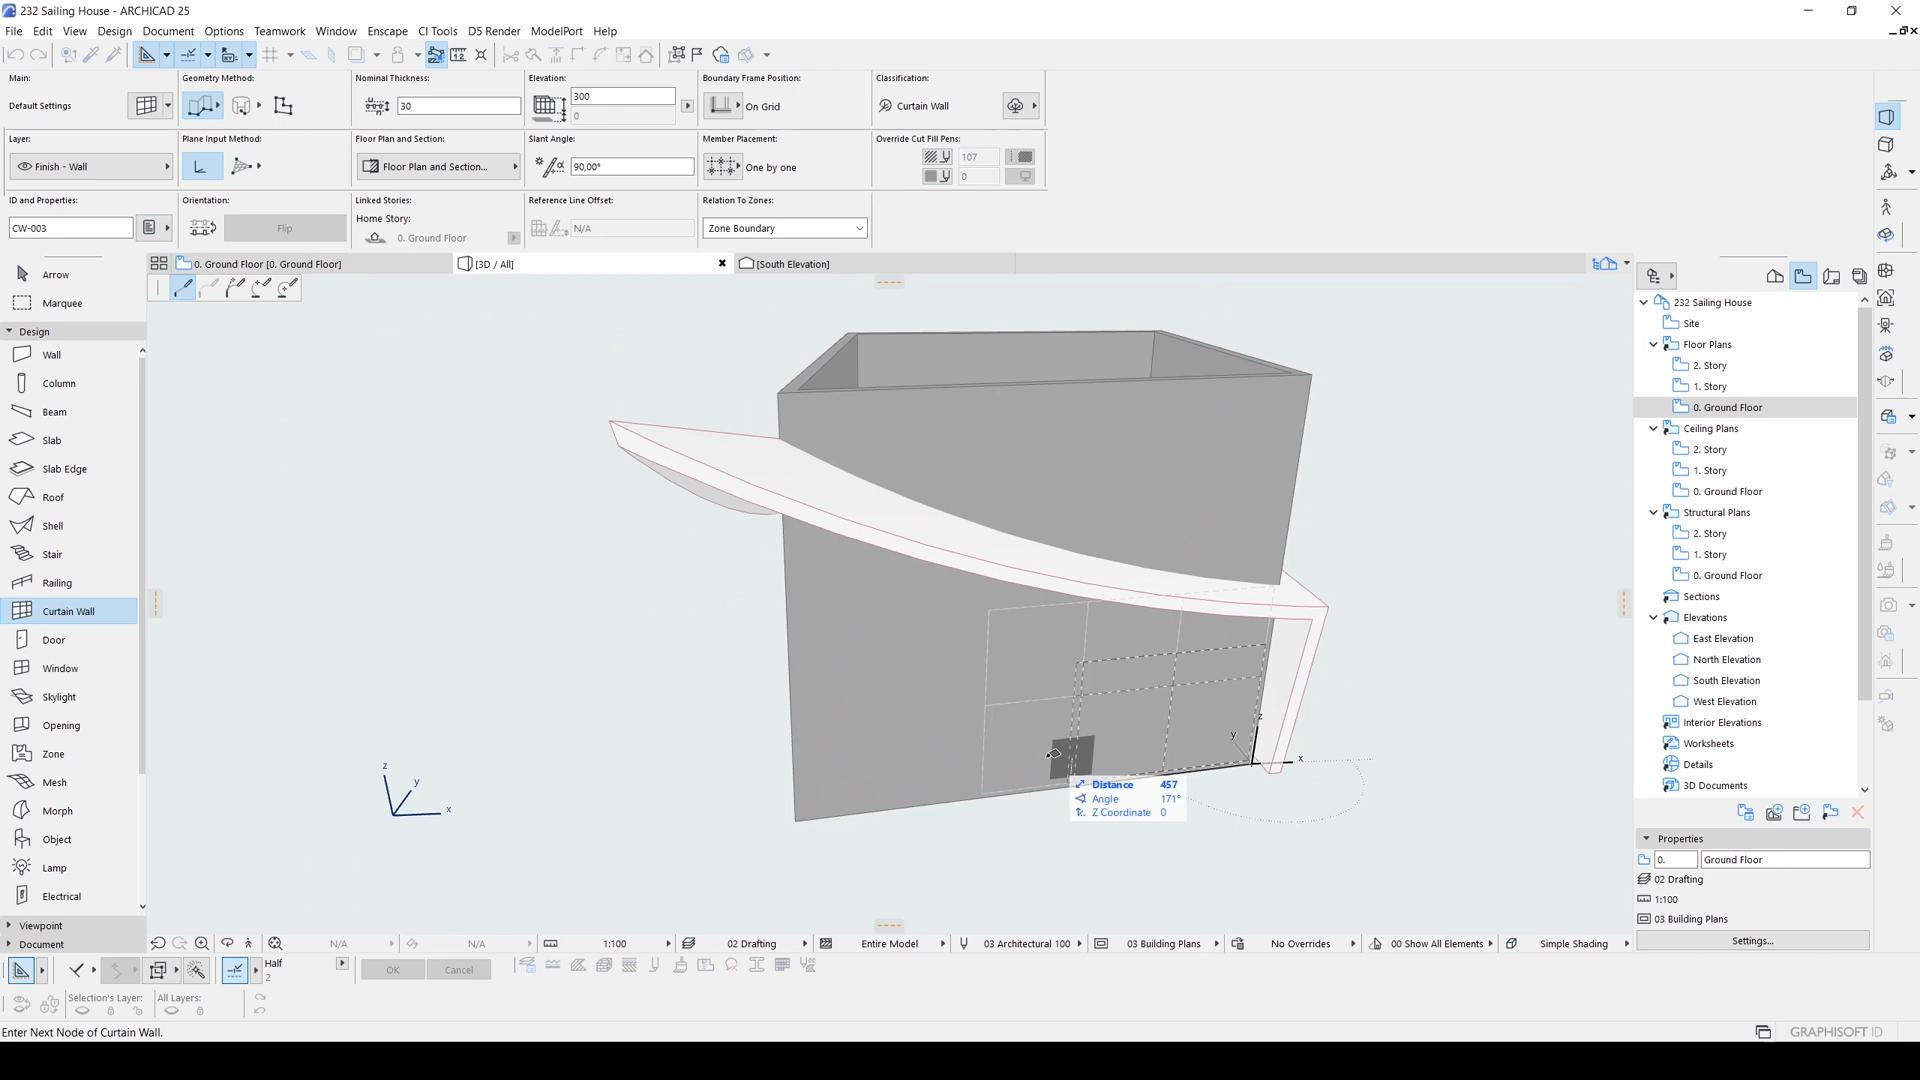 232 Sailing House - ARCHICAD 25
File Edit View Design Document Options Teamwork Window Enscape CI Tools D5 Render ModelPort Help
Main:
Default Settings
Geometry Method:
Nominal Thickness:
30
Elevation:
300
0
Boundary Frame Position:
On Grid
Classification:
Curtain Wall
Layer:
Finish - Wall
Plane Input Method:
Floor Plan and Section:
Floor Plan and Section...
Slant Angle:
90,00°
Member Placement:
One by one
Override Cut Fill Pens:
107
0
ID and Properties:
CW-003
Orientation:
Flip
Linked Stories:
Home Story:
0. Ground Floor
Reference Line Offset:
N/A
Relation To Zones:
Zone Boundary
0. Ground Floor [0. Ground Floor]
[3D / All]
[South Elevation]
Arrow
Marquee
Design
Wall
Column
Beam
Slab
Slab Edge
Roof
Shell
Stair
Railing
Curtain Wall
Door
Window
Skylight
Opening
Zone
Mesh
Morph
Object
Lamp
Electrical
Viewpoint
Document
z
y
x
z
y
x
Distance 457
Angle 171°
Z Coordinate 0
232 Sailing House
Site
Floor Plans
2. Story
1. Story
0. Ground Floor
Ceiling Plans
2. Story
1. Story
0. Ground Floor
Structural Plans
2. Story
1. Story
0. Ground Floor
Sections
Elevations
East Elevation
North Elevation
South Elevation
West Elevation
Interior Elevations
Worksheets
Details
3D Documents
Properties
0. Ground Floor
02 Drafting
1:100
03 Building Plans
Settings...
N/A N/A 1:100 02 Drafting Entire Model 03 Architectural 100 03 Building Plans No Overrides 00 Show All Elements Simple Shading
Half
2
OK Cancel
Selection's Layer: All Layers:
Enter Next Node of Curtain Wall.
GRAPHISOFT ID